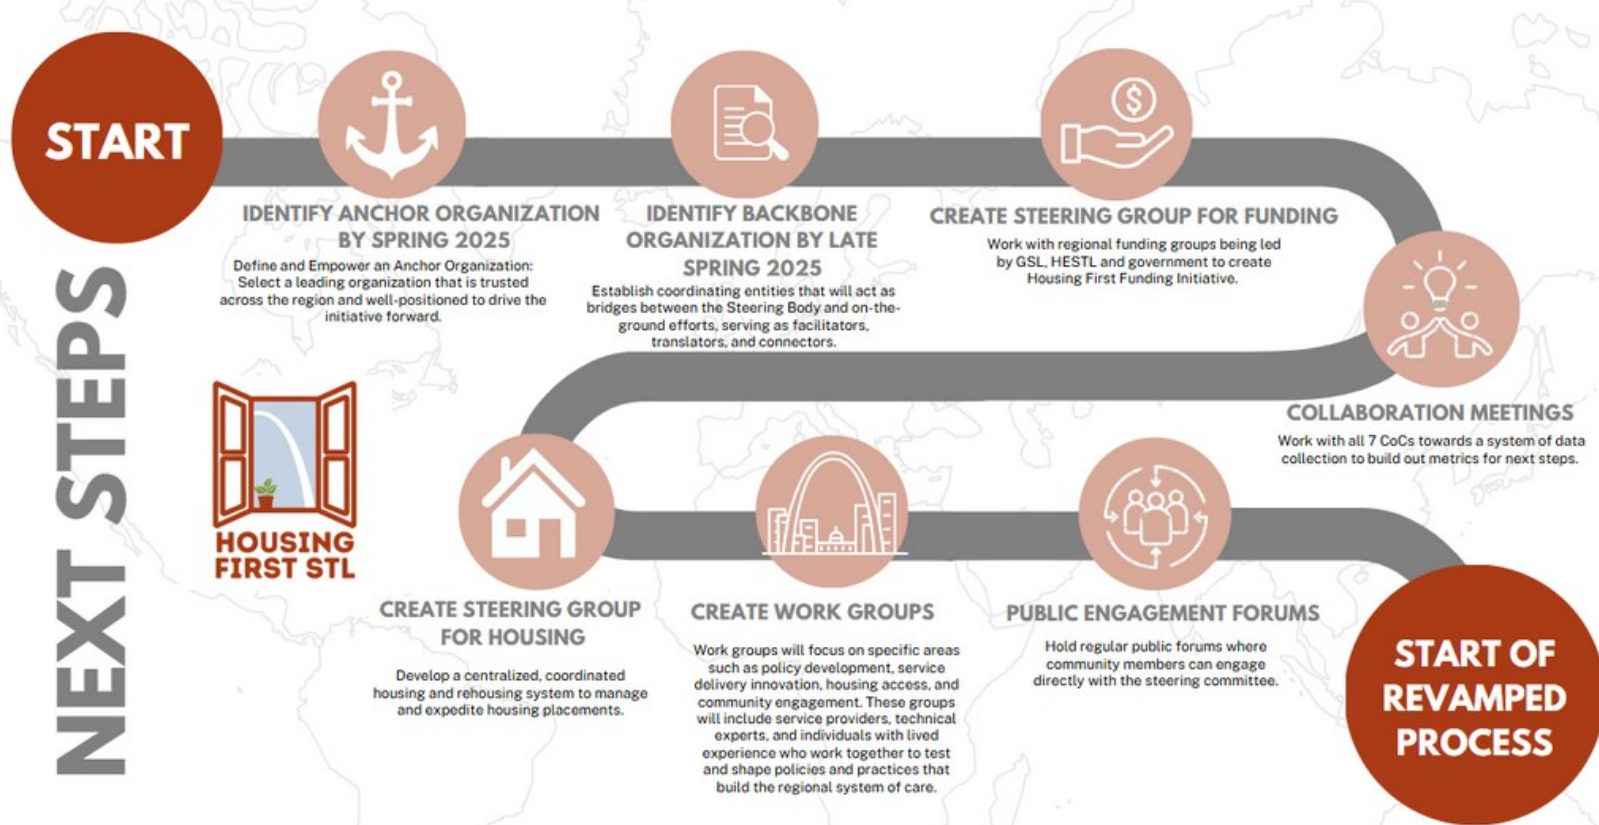 START
NEXT STEPS
IDENTIFY ANCHOR ORGANIZATION
BY SPRING 2025
Define and Empower an Anchor Organization:
Select a leading organization that is trusted
across the region and well-positioned to drive the
initiative forward.
IDENTIFY BACKBONE
ORGANIZATION BY LATE
SPRING 2025
Establish coordinating entities that will act as
bridges between the Steering Body and on-the-
ground efforts, serving as facilitators,
translators, and connectors.
CREATE STEERING GROUP FOR FUNDING
Work with regional funding groups being led
by GSL, HESTL and government to create
Housing First Funding Initiative.
$
COLLABORATION MEETINGS
Work with all 7 CoCs towards a system of data
collection to build out metrics for next steps.
HOUSING
FIRST STL
CREATE STEERING GROUP
FOR HOUSING
Develop a centralized, coordinated
housing and rehousing system to manage
and expedite housing placements.
CREATE WORK GROUPS
Work groups will focus on specific areas
such as policy development, service
delivery innovation, housing access, and
community engagement. These groups
will include service providers, technical
experts, and individuals with lived
experience who work together to test
and shape policies and practices that
build the regional system of care.
PUBLIC ENGAGEMENT FORUMS
Hold regular public forums where
community members can engage
directly with the steering committee.
START OF
REVAMPED
PROCESS